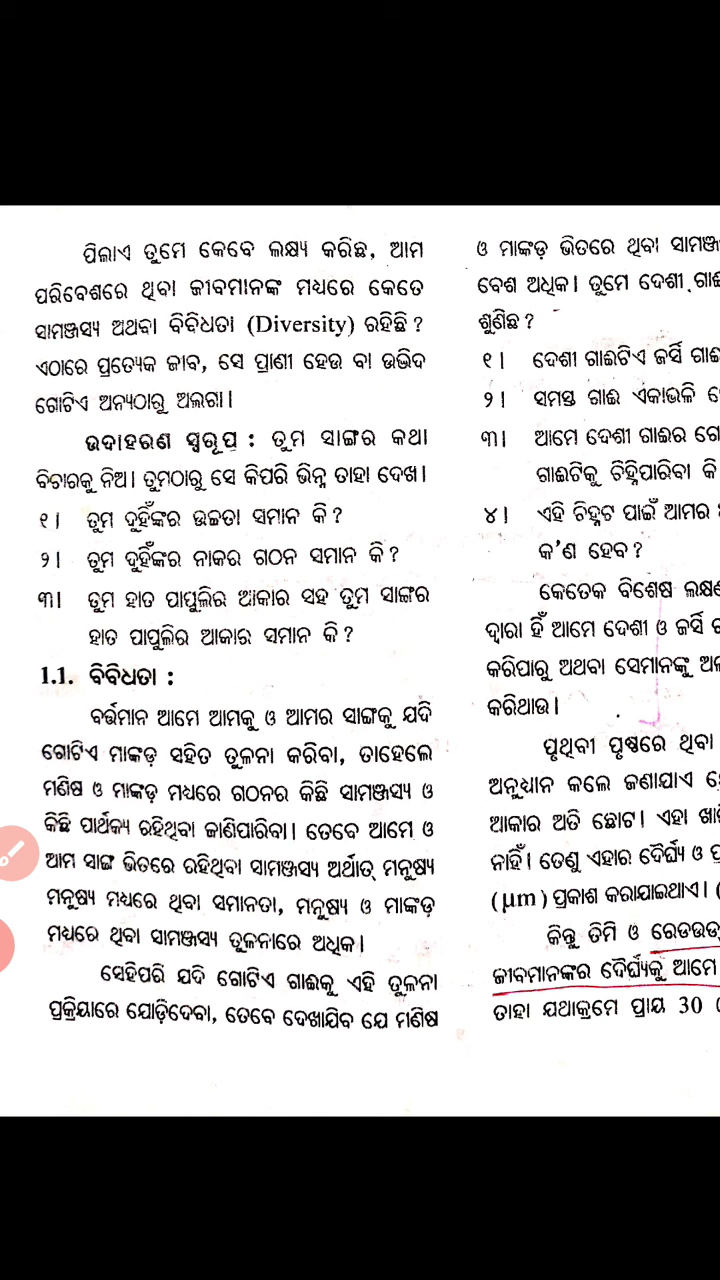 ପିଲାଏ ତୁମେ କେବେ ଲକ୍ଷ୍ୟ କରିଛ, ଆମ
ପରିବେଶରେ ଥିବା ଜୀବମାନଙ୍କ ମଧ୍ୟରେ କେତେ
ସାମଞ୍ଜସ୍ୟ ଅଥବା ବିବିଧତା (Diversity) ରହିଛି ?
ଏଠାରେ ପ୍ରତ୍ୟେକ ଜୀବ, ସେ ପ୍ରାଣୀ ହେଉ ବା ଉଦ୍ଭିଦ
ଗୋଟିଏ ଅନ୍ୟଠାରୁ ଅଲଗା।
ଉଦାହରଣ ସ୍ୱରୂପ : ତୁମ ସାଙ୍ଗର କଥା
ବିଚାରକୁ ନିଅ। ତୁମଠାରୁ ସେ କିପରି ଭିନ୍ନ ତାହା ଦେଖ।
୧। ତୁମ ଦୁହିଁଙ୍କର ଉଚ୍ଚତା ସମାନ କି ?
୨। ତୁମ ଦୁହିଁଙ୍କର ନାକର ଗଠନ ସମାନ କି ?
୩। ତୁମ ହାତ ପାପୁଲିର ଆକାର ସହ ତୁମ ସାଙ୍ଗର
ହାତ ପାପୁଲିର ଆକାର ସମାନ କି ?
1.1. ବିବିଧତା :
ବର୍ତ୍ତମାନ ଆମେ ଆମକୁ ଓ ଆମର ସାଙ୍ଗକୁ ଯଦି
ଗୋଟିଏ ମାଙ୍କଡ଼ ସହିତ ତୁଳନା କରିବା, ତାହେଲେ
ମଣିଷ ଓ ମାଙ୍କଡ଼ ମଧ୍ୟରେ ଗଠନର କିଛି ସାମଞ୍ଜସ୍ୟ ଓ
କିଛି ପାର୍ଥକ୍ୟ ରହିଥିବା ଜାଣିପାରିବା। ତେବେ ଆମେ ଓ
ଆମ ସାଙ୍ଗ ଭିତରେ ରହିଥିବା ସାମଞ୍ଜସ୍ୟ ଅର୍ଥାତ୍ ମନୁଷ୍ୟ
ମନୁଷ୍ୟ ମଧ୍ୟରେ ଥିବା ସମାନତା, ମନୁଷ୍ୟ ଓ ମାଙ୍କଡ଼
ମଧ୍ୟରେ ଥିବା ସାମଞ୍ଜସ୍ୟ ତୁଳନାରେ ଅଧିକ।
ସେହିପରି ଯଦି ଗୋଟିଏ ଗାଈକୁ ଏହି ତୁଳନା
ପ୍ରକ୍ରିୟାରେ ଯୋଡ଼ିଦେବା, ତେବେ ଦେଖାଯିବ ଯେ ମଣିଷ
ଓ ମାଙ୍କଡ଼ ଭିତରେ ଥିବା
ବେଶ ଅଧିକ। ତୁମେ ଦେଶୀ
ଶୁଣିଛ ?
୧। ଦେଶୀ ଗାଈଟିଏ ଜର୍ସି
୨। ସମସ୍ତ ଗାଈ ଏକାଭଳି
୩। ଆମେ ଦେଶୀ ଗାଈର
ଗାଈଟିକୁ ଚିହ୍ନିପାରିବା କି
୪। ଏହି ଚିହ୍ନଟ ପାଇଁ ଆମର
କ'ଣ ହେବ ?
କେତେକ ବିଶେଷ
ଦ୍ୱାରା ହିଁ ଆମେ ଦେଶୀ ଓ ଜର୍ସି
କରିପାରୁ ଅଥବା ସେମାନଙ୍କୁ
କରିଥାଉ।
ପୃଥିବୀ ପୃଷ୍ଠରେ ଥିବା
ଅନୁଧ୍ୟାନ କଲେ ଜଣାଯାଏ
ଆକାର ଅତି ଛୋଟ। ଏହା
ନାହିଁ। ତେଣୁ ଏହାର ଦୈର୍ଘ୍ୟ ଓ
(μm) ପ୍ରକାଶ କରାଯାଇଥାଏ। (
କିନ୍ତୁ ତିମି ଓ
ଜୀବମାନଙ୍କର ଦୈର୍ଘ୍ୟକୁ ଆମେ
ତାହା ଯଥାକ୍ରମେ ପ୍ରାୟ 30